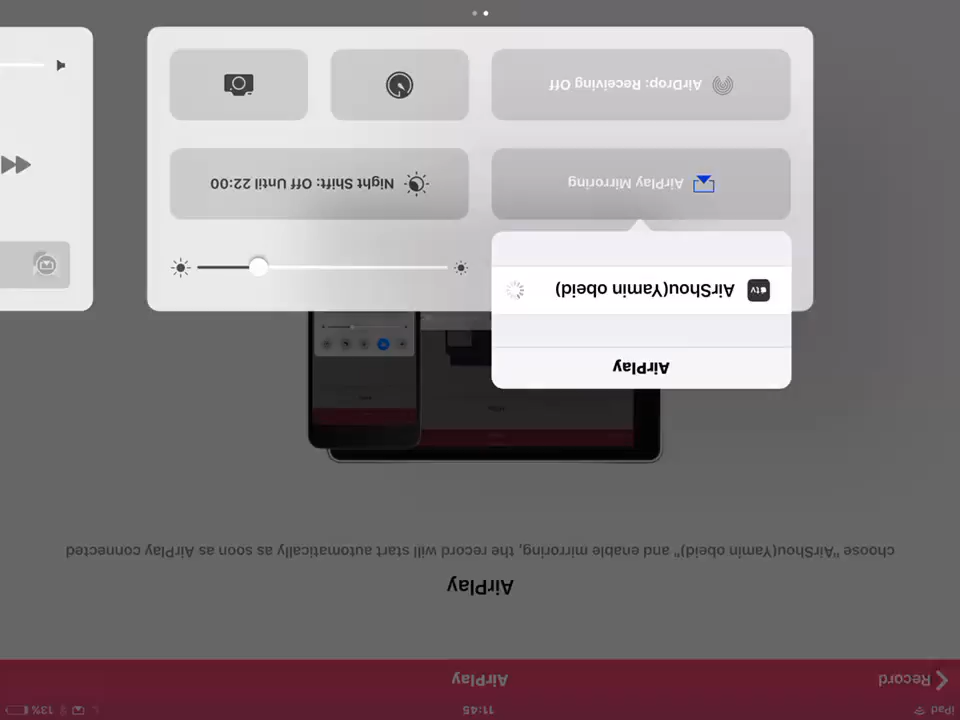 iPad
11:45
13%
Record
AirPlay
AirPlay
choose "AirShou(Yamin obeid)" and enable mirroring, the record will start automatically as soon as AirPlay connected
AirPlay
tv
AirShou(Yamin obeid)
AirPlay Mirroring
Night Shift: Off Until 22:00
AirDrop: Receiving Off